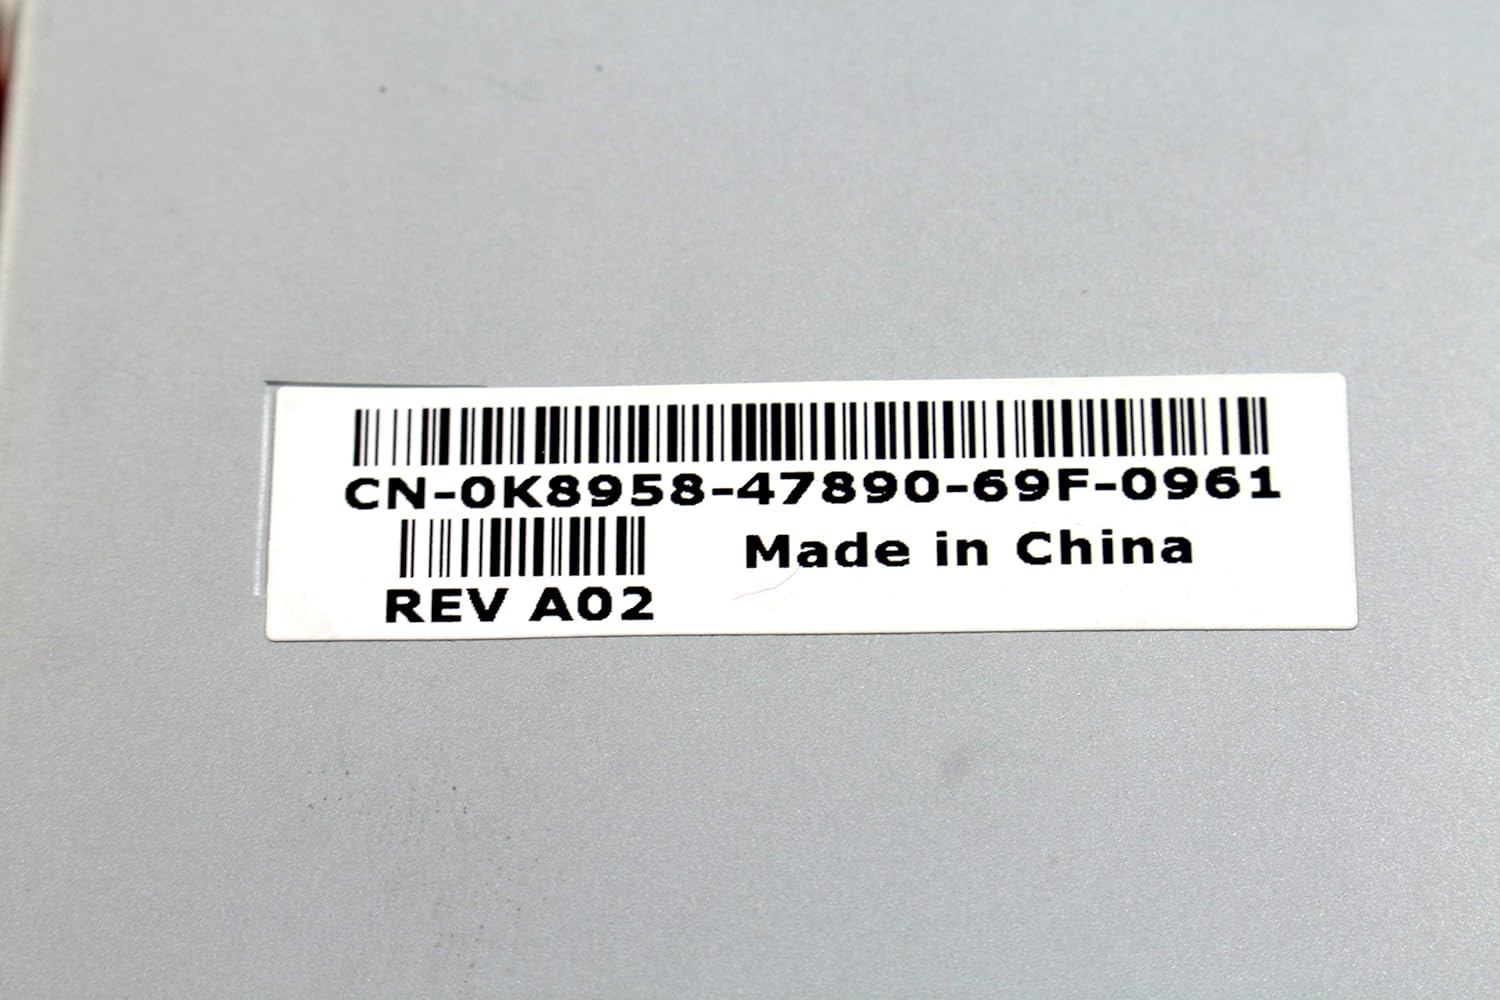 CN-0K8958-47890-69F-0961
REV A02
Made in China